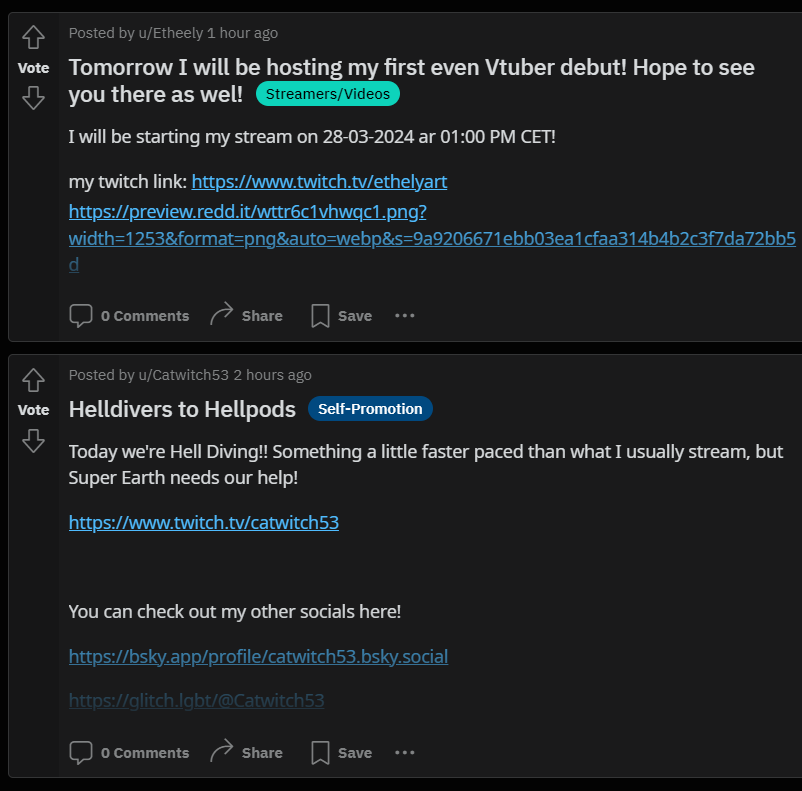 Posted by u/Etheely 1 hour ago
Vote
Tomorrow I will be hosting my first even Vtuber debut! Hope to see
you there as wel! Streamers/Videos
I will be starting my stream on 28-03-2024 ar 01:00 PM CET!
my twitch link: https://www.twitch.tv/ethelyart
https://preview.redd.it/wttr6c1vhwqc1.png?
width=1253&format=png&auto=webp&s=9a9206671ebb03ea1cfaa314b4b2c3f7da72bb5
d
0 Comments Share Save
Posted by u/Catwitch53 2 hours ago
Vote
Helldivers to Hellpods Self-Promotion
Today we're Hell Diving!! Something a little faster paced than what I usually stream, but
Super Earth needs our help!
https://www.twitch.tv/catwitch53
You can check out my other socials here!
https://bsky.app/profile/catwitch53.bsky.social
https://glitch.lgbt/@Catwitch53
0 Comments Share Save